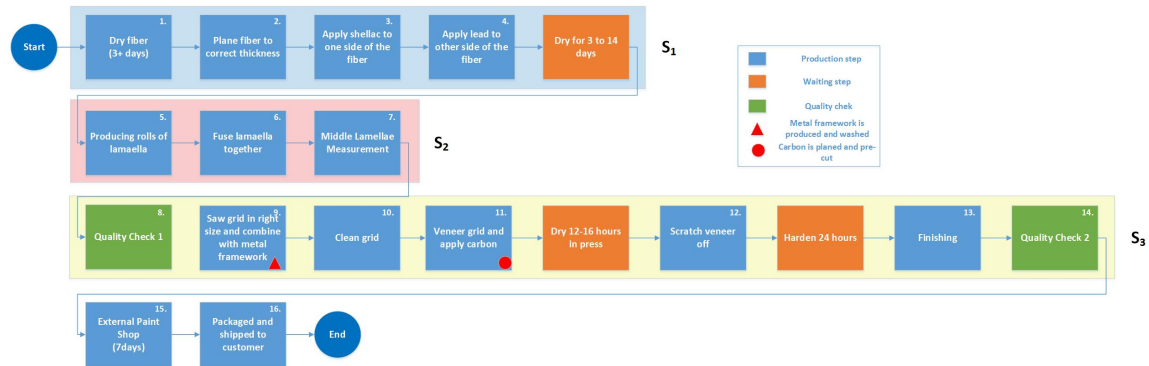 Start
1.
Dry fiber
(3+ days)
2.
Plane fiber to
correct thickness
3.
Apply shellac to
one side of the
fiber
4.
Apply lead to
other side of the
fiber
Dry for 3 to 14
days
S1
Production step
Waiting step
Quality chek
Metal framework is
produced and washed
Carbon is planed and pre-
cut
5.
Producing rolls of
lamaella
6.
Fuse lamaella
together
7.
Middle Lamellae
Measurement
S2
8.
Quality Check 1
9.
Saw grid in right
size and combine
with metal
framework
10.
Clean grid
11.
Veneer grid and
apply carbon
Dry 12-16 hours
in press
12.
Scratch veneer
off
Harden 24 hours
13.
Finishing
14.
Quality Check 2
S3
15.
External Paint
Shop
(7days)
16.
Packaged and
shipped to
customer
End